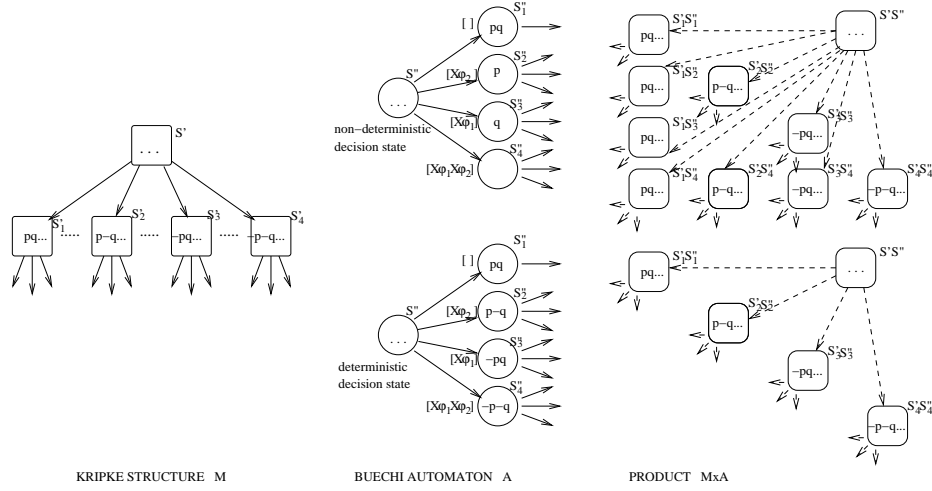 S'
. . .
S'1 S'2 S'3 S'4
pq... ..... p−q... ..... −pq... ..... −p−q...
KRIPKE STRUCTURE M
S''
. . .
non−deterministic
decision state
[ ] pq S''1
[Xφ2] p S''2
[Xφ1] q S''3
[Xφ1Xφ2] S''4
S''
. . .
deterministic
decision state
[ ] pq S''1
[Xφ2] p−q S''2
[Xφ1] −pq S''3
[Xφ1Xφ2] −p−q S''4
BUECHI AUTOMATON A
S'S''
. . .
pq... S'1S''1
pq... S'1S''2 p−q... S'2S''2
pq... S'1S''3 −pq... S'3S''3
pq... S'1S''4 p−q... S'2S''4 −pq... S'3S''4 −p−q... S'4S''4
S'S''
. . .
pq... S'1S''1
p−q... S'2S''2
−pq... S'3S''3
−p−q... S'4S''4
PRODUCT MxA